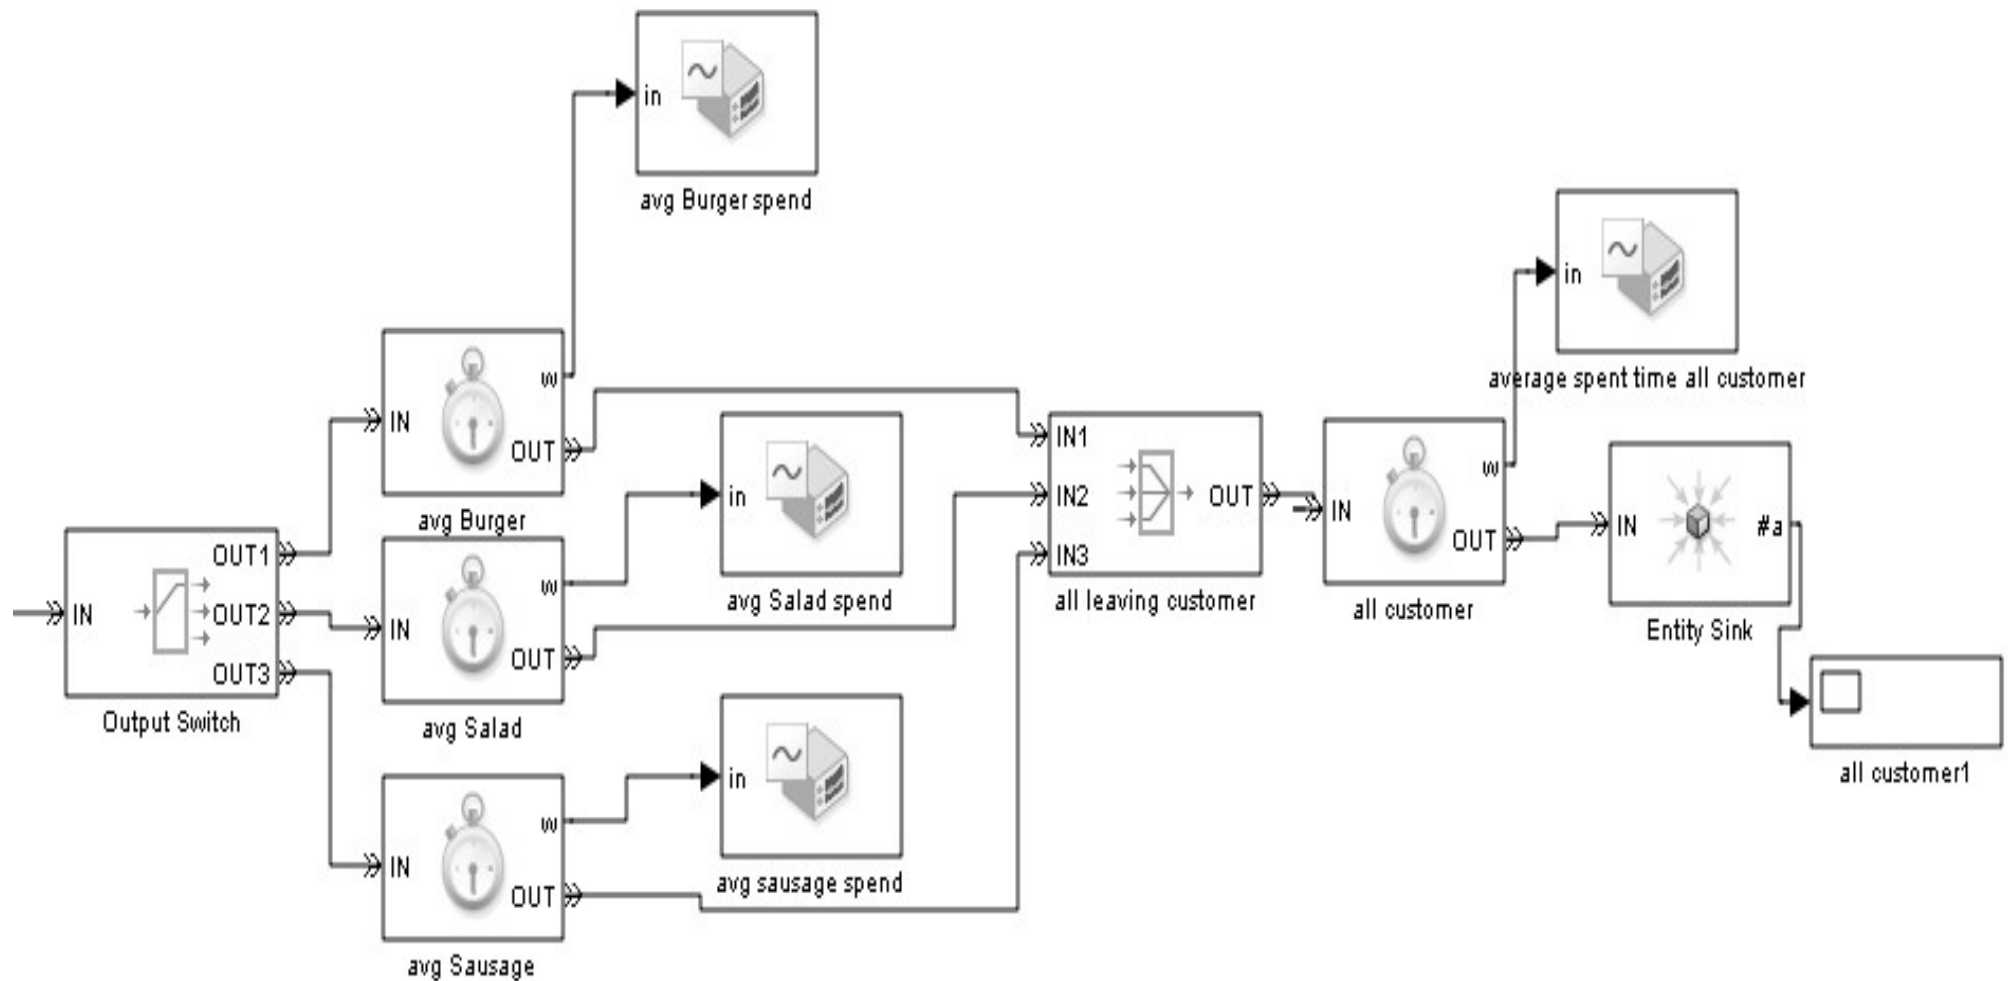 in
avg Burger spend
in
average spent time all customer
IN
w
OUT
avg Burger
in
avg Salad spend
IN1
IN2
IN3
OUT
all leaving customer
IN
w
OUT
all customer
IN
#a
Entity Sink
IN
OUT1
OUT2
OUT3
Output Switch
IN
w
OUT
avg Salad
in
avg sausage spend
all customer1
IN
w
OUT
avg Sausage